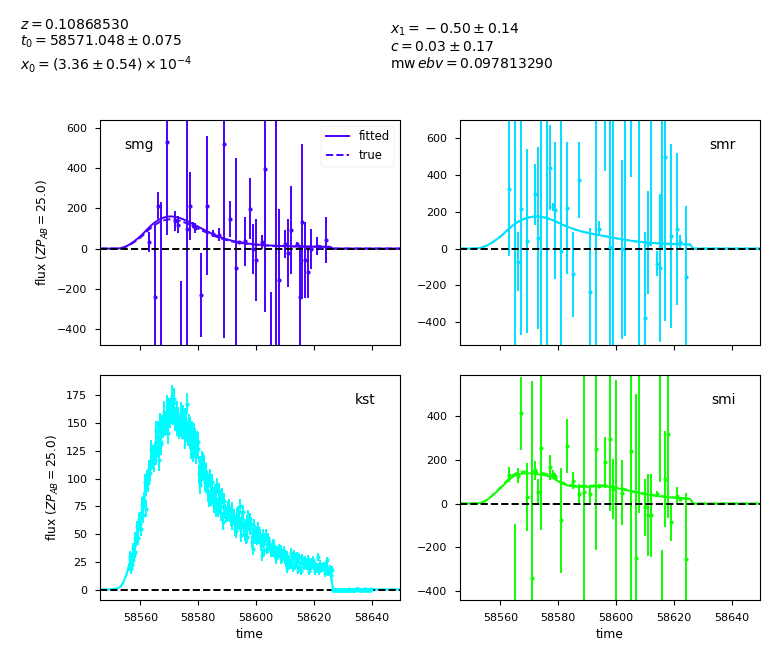 z = 0.10868530
t₀ = 58571.048 ± 0.075
x₀ = (3.36 ± 0.54) × 10⁻⁴
x₁ = −0.50 ± 0.14
c = 0.03 ± 0.17
mw ebv = 0.097813290
smg
fitted
true
600
400
200
0
−200
−400
flux (ZP_AB = 25.0)
smr
600
400
200
0
−200
−400
kst
175
150
125
100
75
50
25
0
flux (ZP_AB = 25.0)
58560 58580 58600 58620 58640
time
smi
400
200
0
−200
−400
58560 58580 58600 58620 58640
time